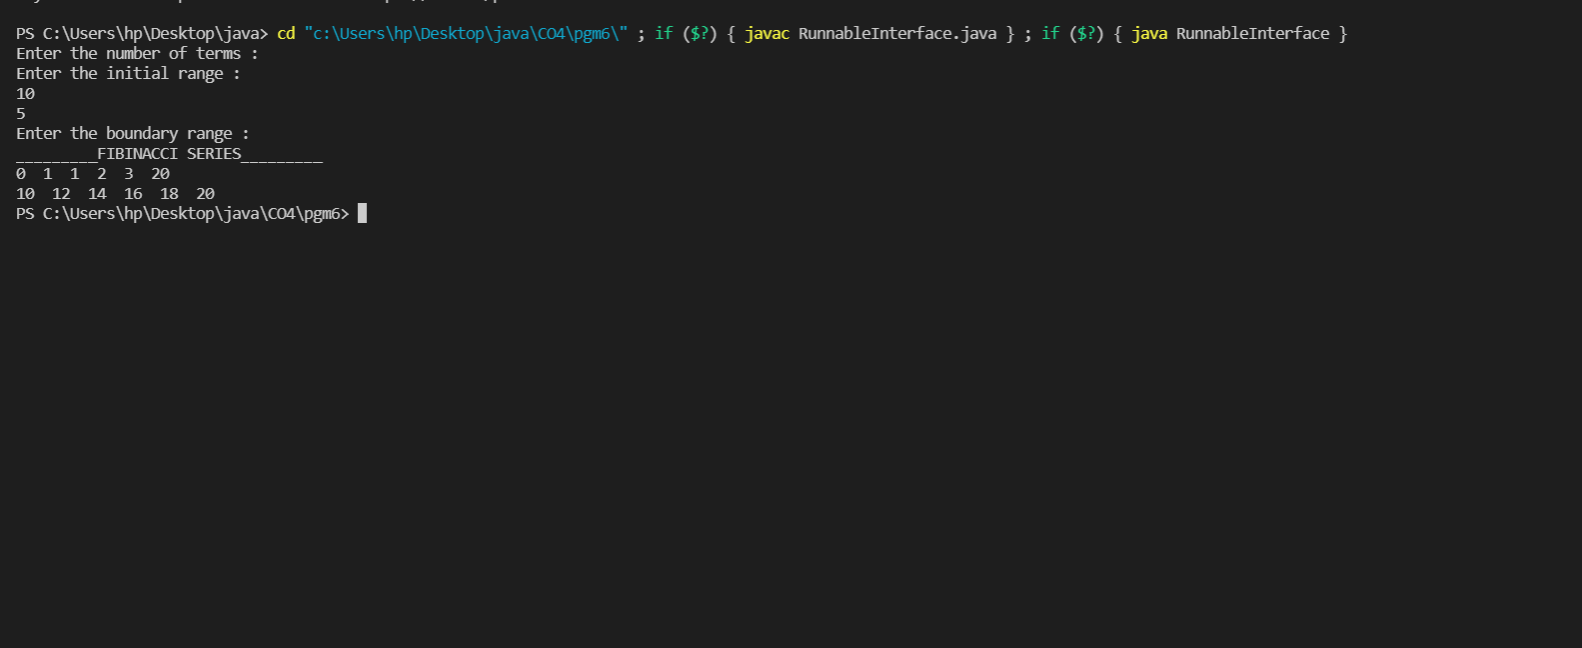 PS C:\Users\hp\Desktop\java> cd "c:\Users\hp\Desktop\java\CO4\pgm6\" ; if ($?) { javac RunnableInterface.java } ; if ($?) { java RunnableInterface }
Enter the number of terms :
Enter the initial range :
10
5
Enter the boundary range :
_________FIBINACCI SERIES_________
0  1  1  2  3  20
10  12  14  16  18  20
PS C:\Users\hp\Desktop\java\CO4\pgm6>